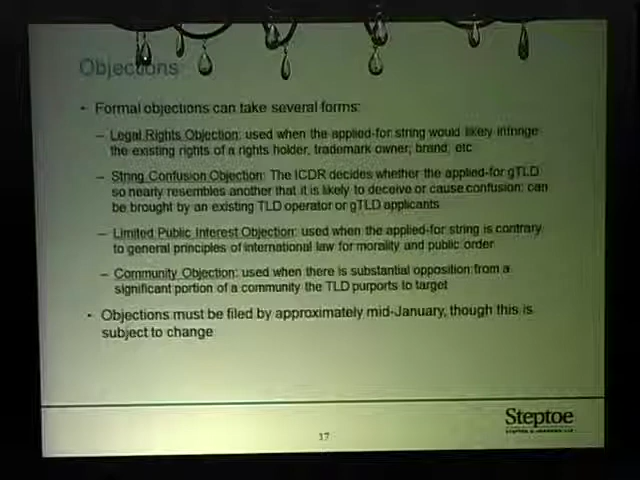 Objections
• Formal objections can take several forms:
– Legal Rights Objection: used when the applied-for string would likely infringe
the existing rights of a rights holder, trademark owner, brand, etc
– String Confusion Objection: The ICDR decides whether the applied-for gTLD
so nearly resembles another that it is likely to deceive or cause confusion: can
be brought by an existing TLD operator or gTLD applicants
– Limited Public Interest Objection: used when the applied-for string is contrary
to general principles of international law for morality and public order
– Community Objection: used when there is substantial opposition from a
significant portion of a community the TLD purports to target
• Objections must be filed by approximately mid-January, though this is
subject to change
17
Steptoe
STEPTOE & JOHNSON LLP